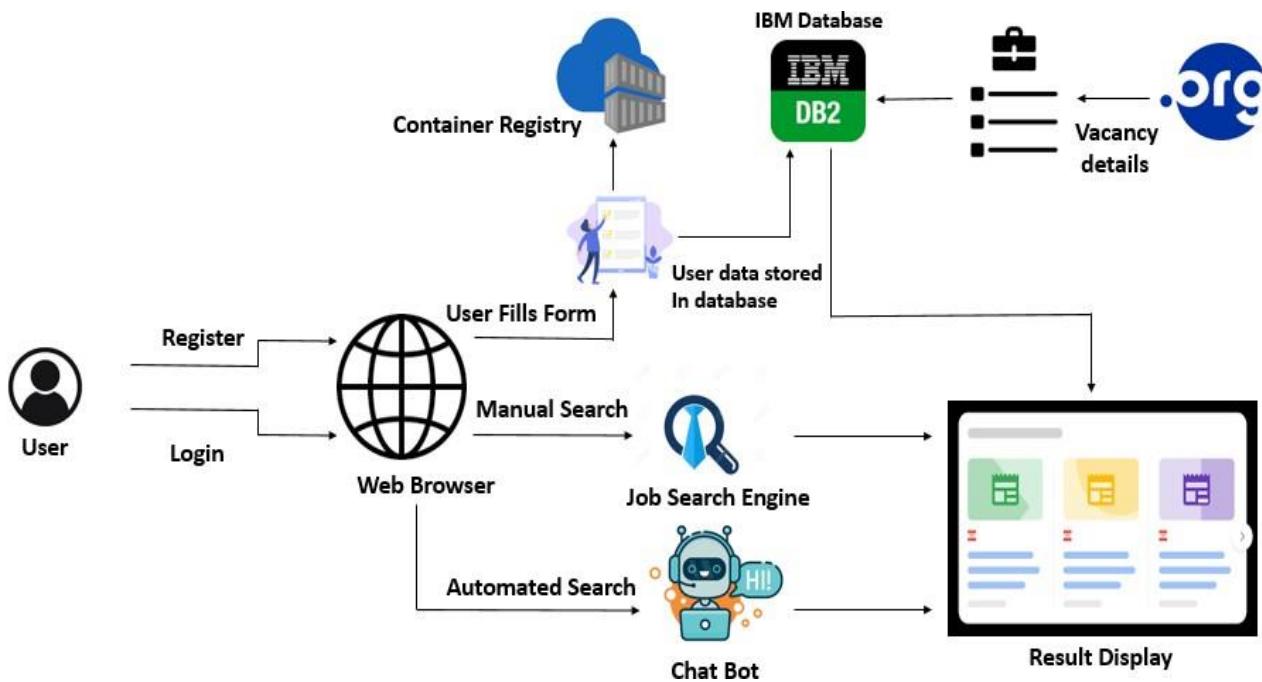 IBM Database
IBM
DB2
.org
Container Registry
Vacancy
details
User data stored
In database
User Fills Form
Register
Manual Search
User
Login
Web Browser
Job Search Engine
HI!
Automated Search
Chat Bot
Result Display